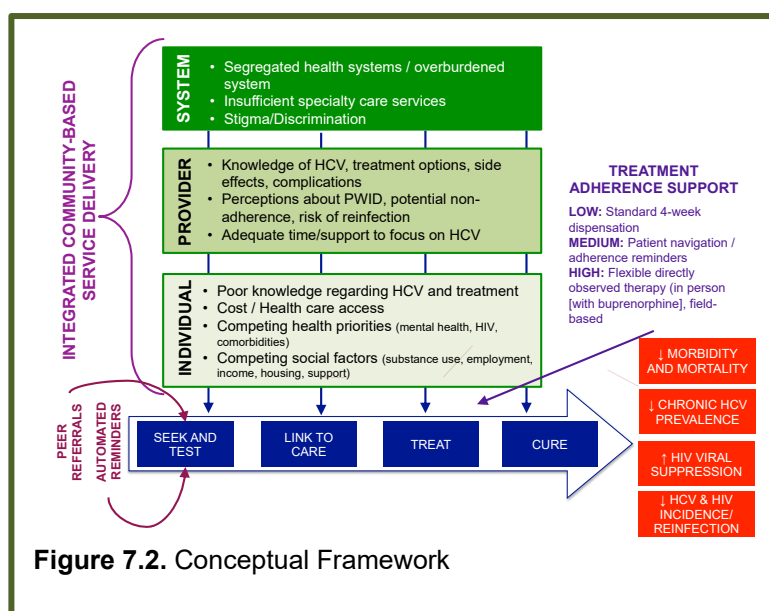 INTEGRATED COMMUNITY-BASED
SERVICE DELIVERY
SYSTEM
• Segregated health systems / overburdened
system
• Insufficient specialty care services
• Stigma/Discrimination
PROVIDER
• Knowledge of HCV, treatment options, side
effects, complications
• Perceptions about PWID, potential non-
adherence, risk of reinfection
• Adequate time/support to focus on HCV
INDIVIDUAL
• Poor knowledge regarding HCV and treatment
• Cost / Health care access
• Competing health priorities (mental health, HIV,
comorbidities)
• Competing social factors (substance use, employment,
income, housing, support)
TREATMENT
ADHERENCE SUPPORT
LOW: Standard 4-week
dispensation
MEDIUM: Patient navigation /
adherence reminders
HIGH: Flexible directly
observed therapy (in person
[with buprenorphine], field-
based
PEER
REFERRALS
AUTOMATED
REMINDERS
SEEK AND
TEST
LINK TO
CARE
TREAT
CURE
↓ MORBIDITY
AND MORTALITY
↓ CHRONIC HCV
PREVALENCE
↑ HIV VIRAL
SUPPRESSION
↓ HCV & HIV
INCIDENCE/
REINFECTION
Figure 7.2. Conceptual Framework